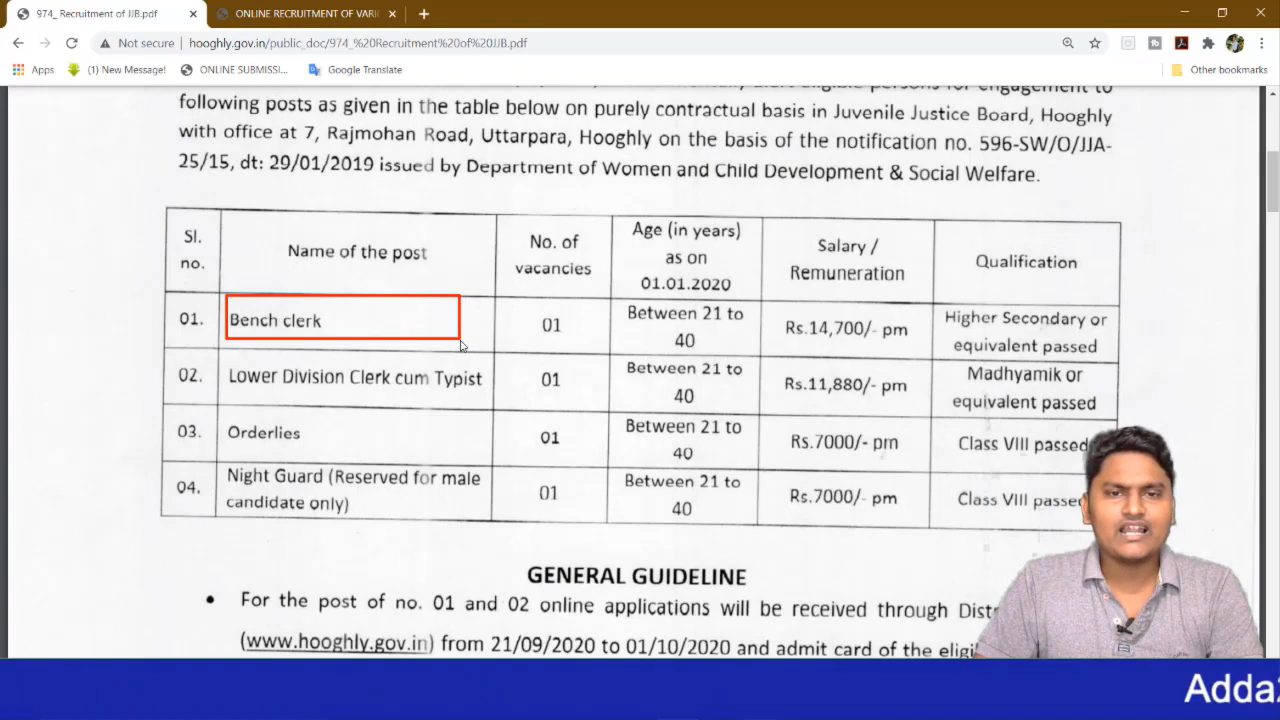 974_ Recruitment of JJB.pdf
ONLINE RECRUITMENT OF VARI
Not secure | hooghly.gov.in/public_doc/974_%20Recruitment%20of%20JJB.pdf
Apps (1) New Message! ONLINE SUBMISSI... Google Translate Other bookmarks
following posts as given in the table below on purely contractual basis in Juvenile Justice Board, Hooghly
with office at 7, Rajmohan Road, Uttarpara, Hooghly on the basis of the notification no. 596-SW/O/JJA-
25/15, dt: 29/01/2019 issued by Department of Women and Child Development & Social Welfare.
Sl. no. Name of the post No. of vacancies Age (in years) as on 01.01.2020 Salary / Remuneration Qualification
01. Bench clerk 01 Between 21 to 40 Rs.14,700/- pm Higher Secondary or equivalent passed
02. Lower Division Clerk cum Typist 01 Between 21 to 40 Rs.11,880/- pm Madhyamik or equivalent passed
03. Orderlies 01 Between 21 to 40 Rs.7000/- pm Class VIII passed
04. Night Guard (Reserved for male candidate only) 01 Between 21 to 40 Rs.7000/- pm Class VIII passed
GENERAL GUIDELINE
• For the post of no. 01 and 02 online applications will be received through Dist
(www.hooghly.gov.in) from 21/09/2020 to 01/10/2020 and admit card of the eligi
Adda2